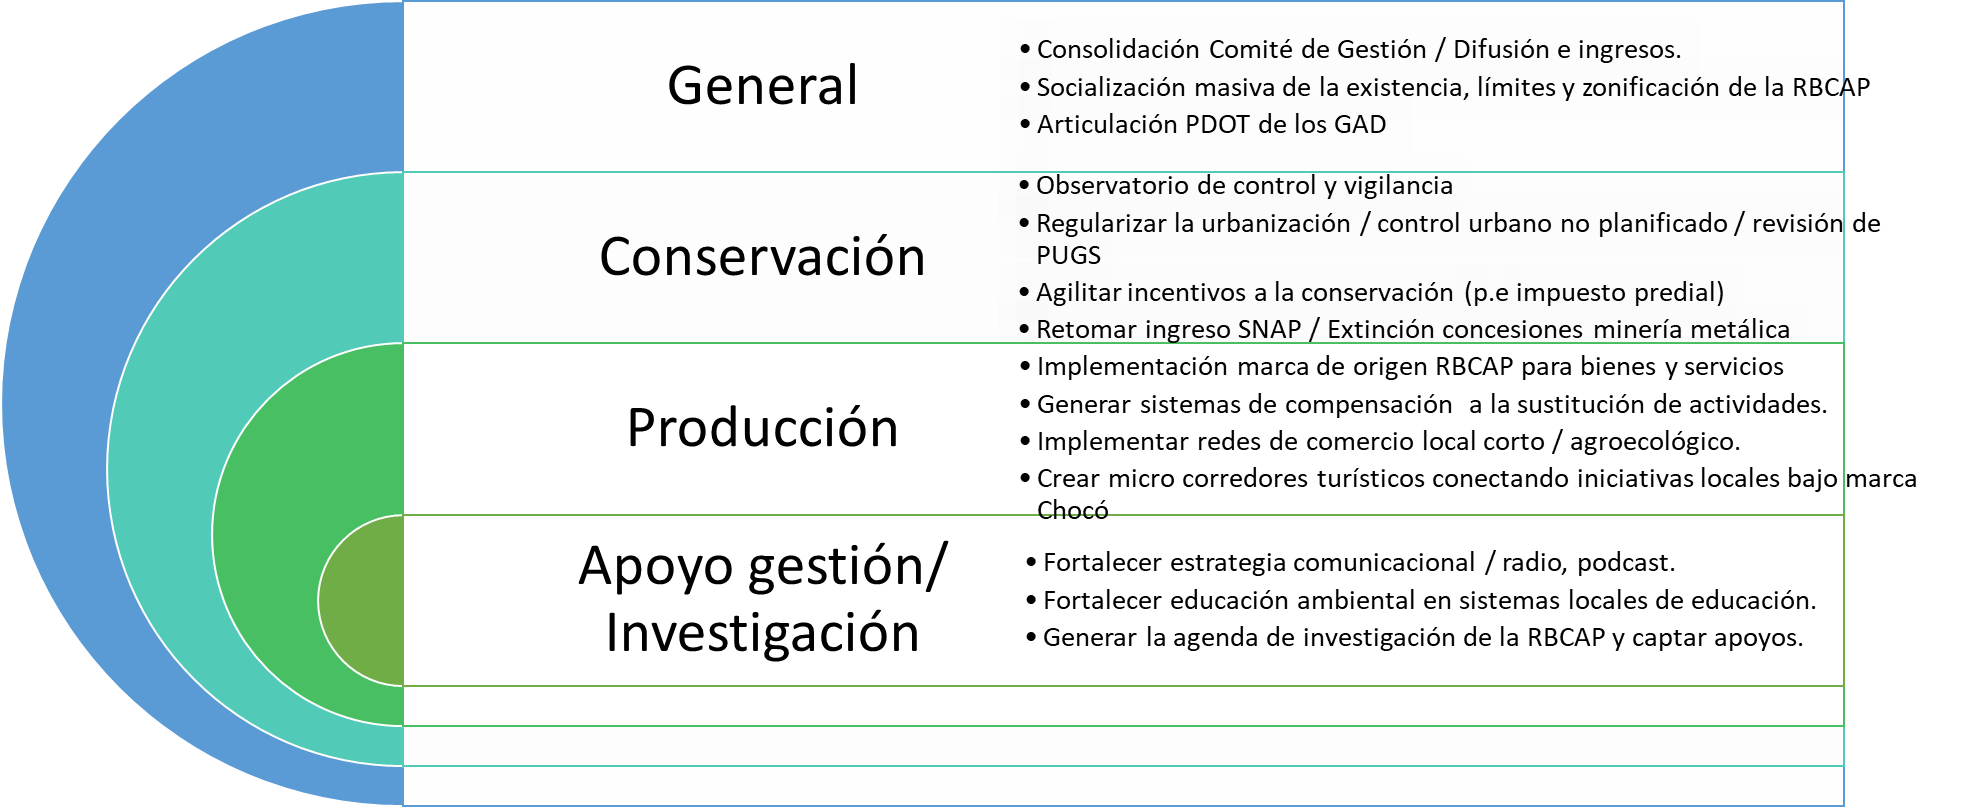 General
• Consolidación Comité de Gestión / Difusión e ingresos.
• Socialización masiva de la existencia, límites y zonificación de la RBCAP
• Articulación PDOT de los GAD
Conservación
• Observatorio de control y vigilancia
• Regularizar la urbanización / control urbano no planificado / revisión de
PUGS
• Agilitar incentivos a la conservación (p.e impuesto predial)
• Retomar ingreso SNAP / Extinción concesiones minería metálica
Producción
• Implementación marca de origen RBCAP para bienes y servicios
• Generar sistemas de compensación  a la sustitución de actividades.
• Implementar redes de comercio local corto / agroecológico.
• Crear micro corredores turísticos conectando iniciativas locales bajo marca
Chocó
Apoyo gestión/
Investigación
• Fortalecer estrategia comunicacional / radio, podcast.
• Fortalecer educación ambiental en sistemas locales de educación.
• Generar la agenda de investigación de la RBCAP y captar apoyos.